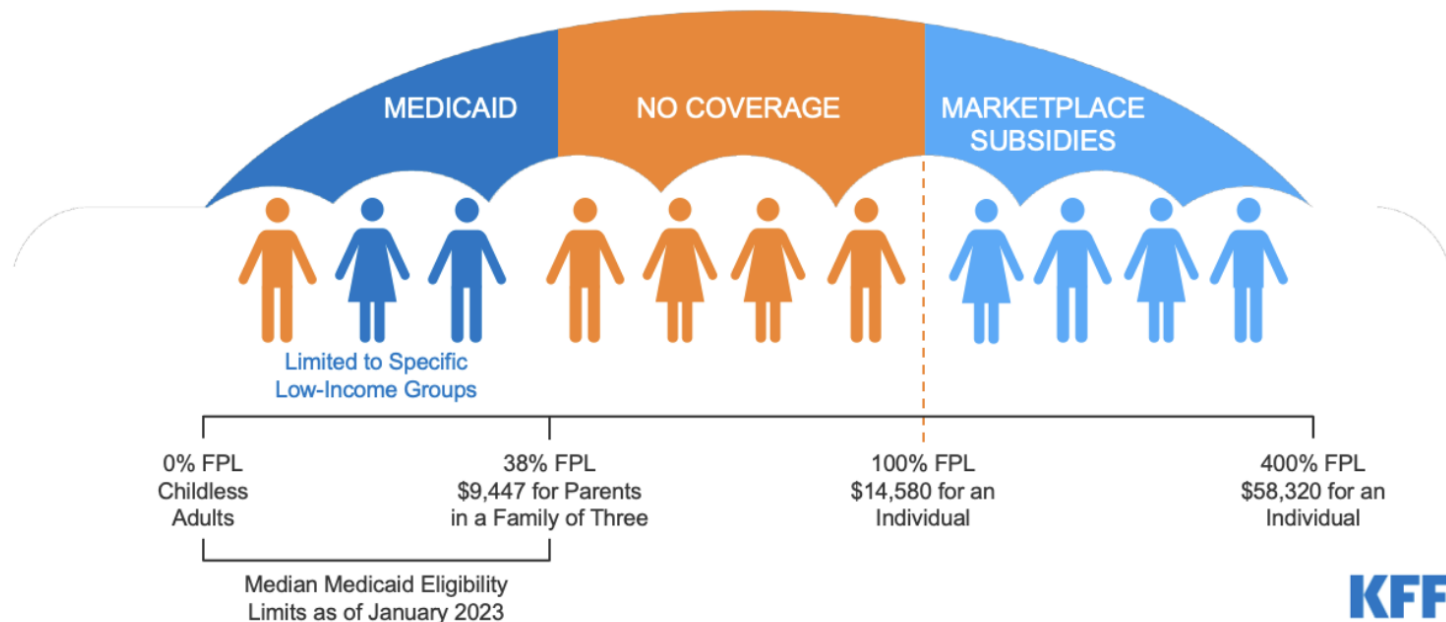 MEDICAID
NO COVERAGE
MARKETPLACE
SUBSIDIES
Limited to Specific
Low-Income Groups
0% FPL
Childless
Adults
38% FPL
$9,447 for Parents
in a Family of Three
100% FPL
$14,580 for an
Individual
400% FPL
$58,320 for an
Individual
Median Medicaid Eligibility
Limits as of January 2023
KFF